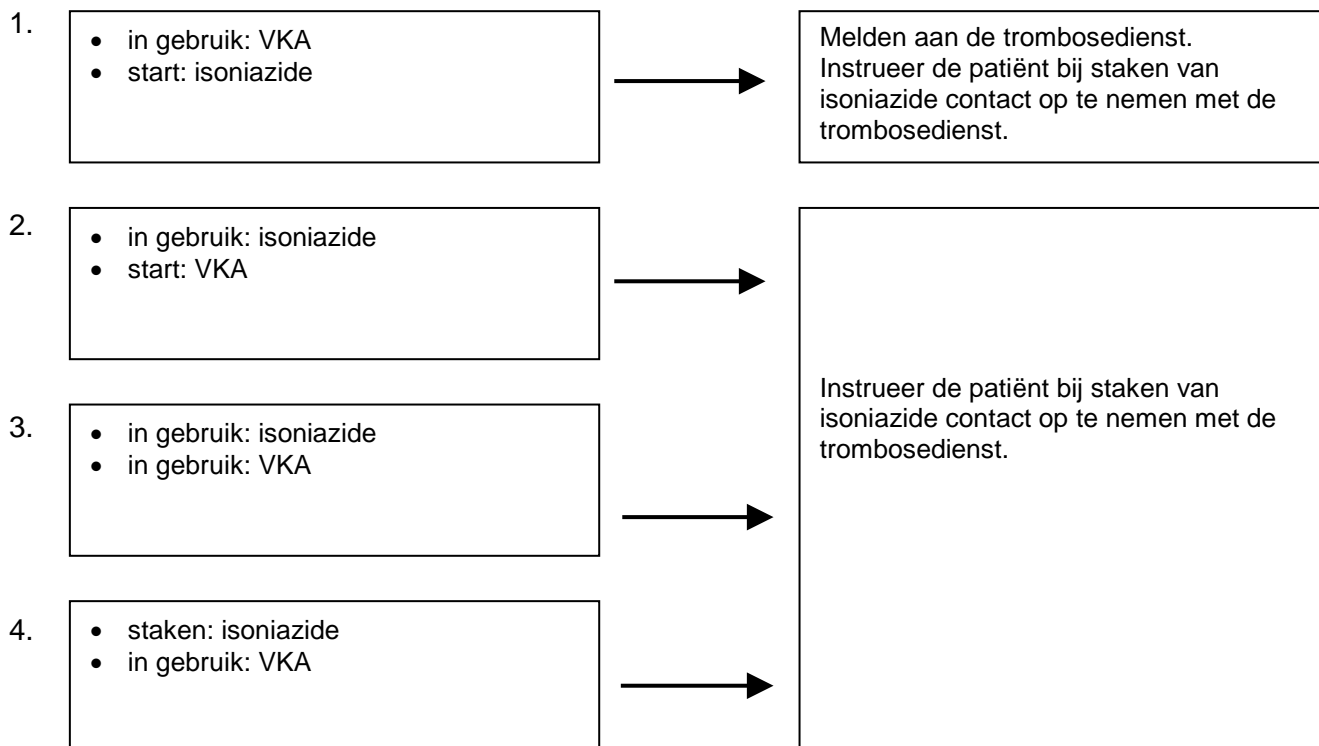 1.
• in gebruik: VKA
• start: isoniazide
Melden aan de trombosedienst.
Instrueer de patiënt bij staken van
isoniazide contact op te nemen met de
trombosedienst.
2.
• in gebruik: isoniazide
• start: VKA
3.
• in gebruik: isoniazide
• in gebruik: VKA
Instrueer de patiënt bij staken van
isoniazide contact op te nemen met de
trombosedienst.
4.
• staken: isoniazide
• in gebruik: VKA